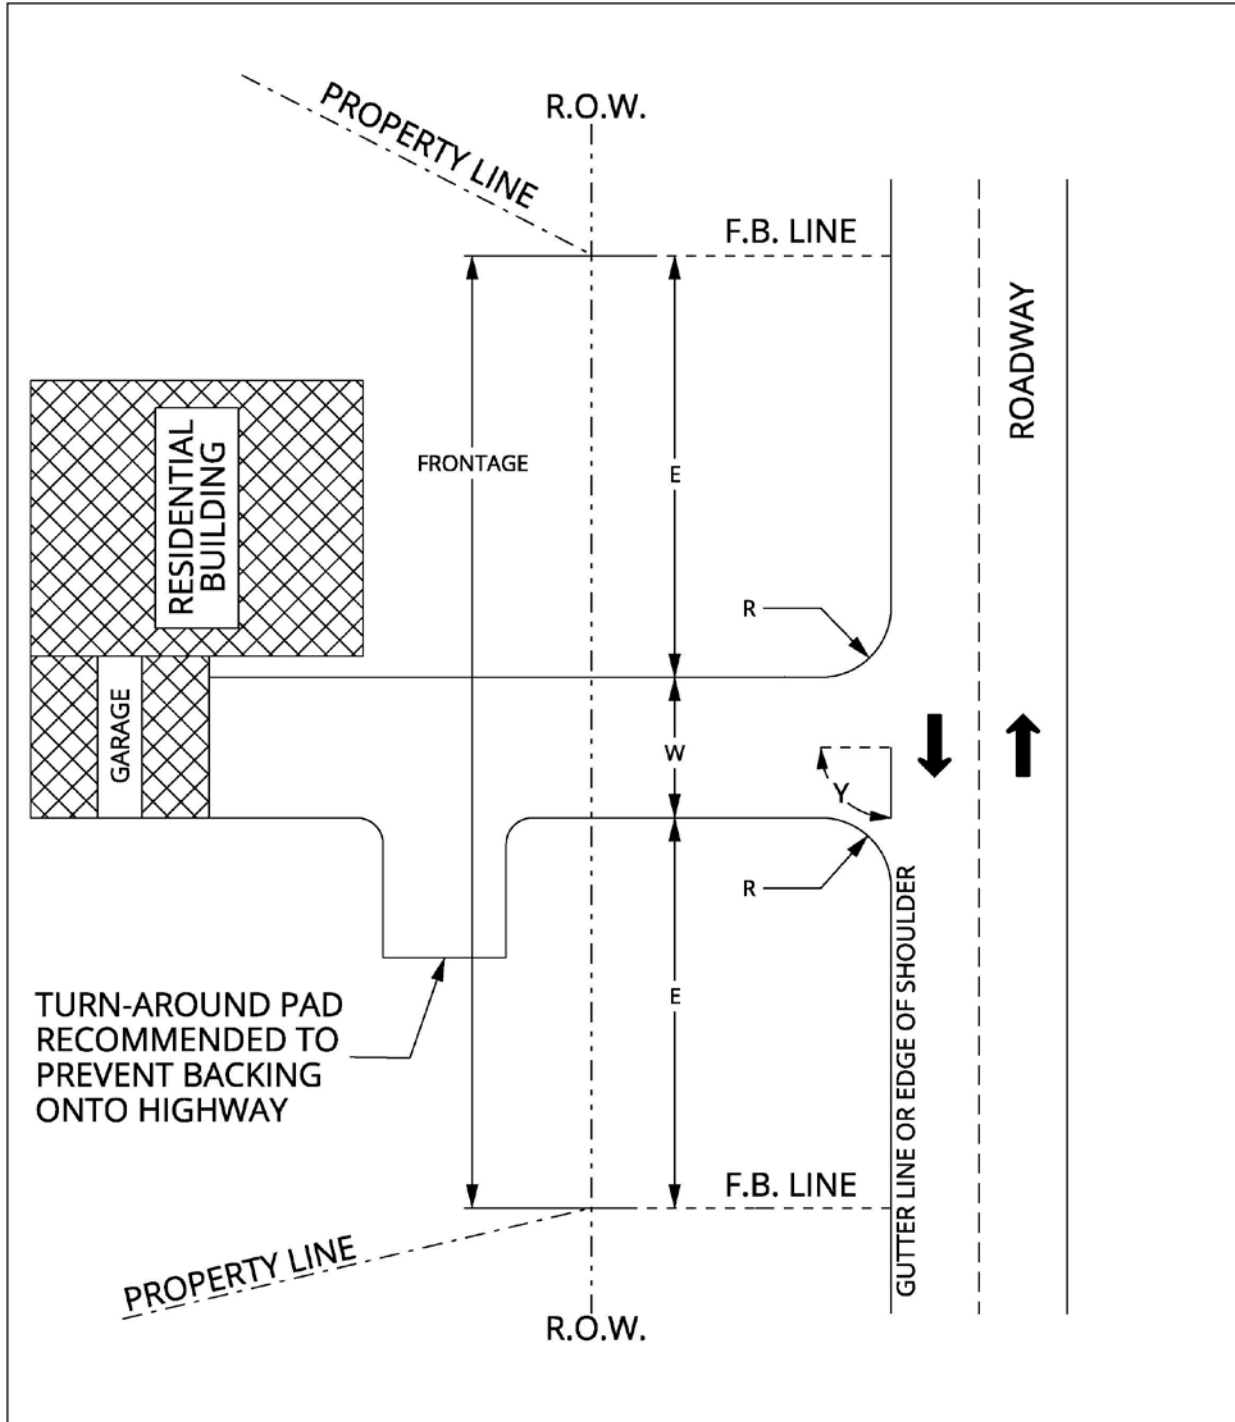 R.O.W.
PROPERTY LINE
F.B. LINE
ROADWAY
RESIDENTIAL
BUILDING
FRONTAGE
E
R
GARAGE
W
Y
R
GUTTER LINE OR EDGE OF SHOULDER
E
TURN-AROUND PAD
RECOMMENDED TO
PREVENT BACKING
ONTO HIGHWAY
F.B. LINE
PROPERTY LINE
R.O.W.